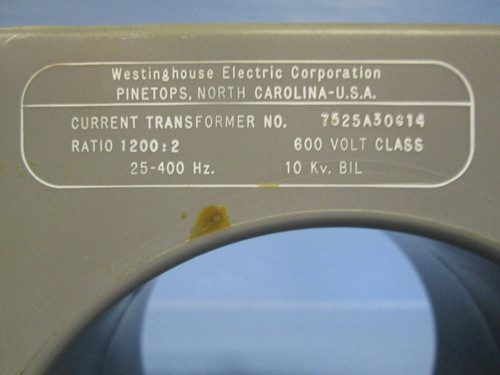 Westinghouse Electric Corporation
PINETOPS, NORTH CAROLINA-U.S.A.
CURRENT TRANSFORMER NO. 7525A30G14
RATIO 1200:2 600 VOLT CLASS
25-400 Hz. 10 Kv. BIL